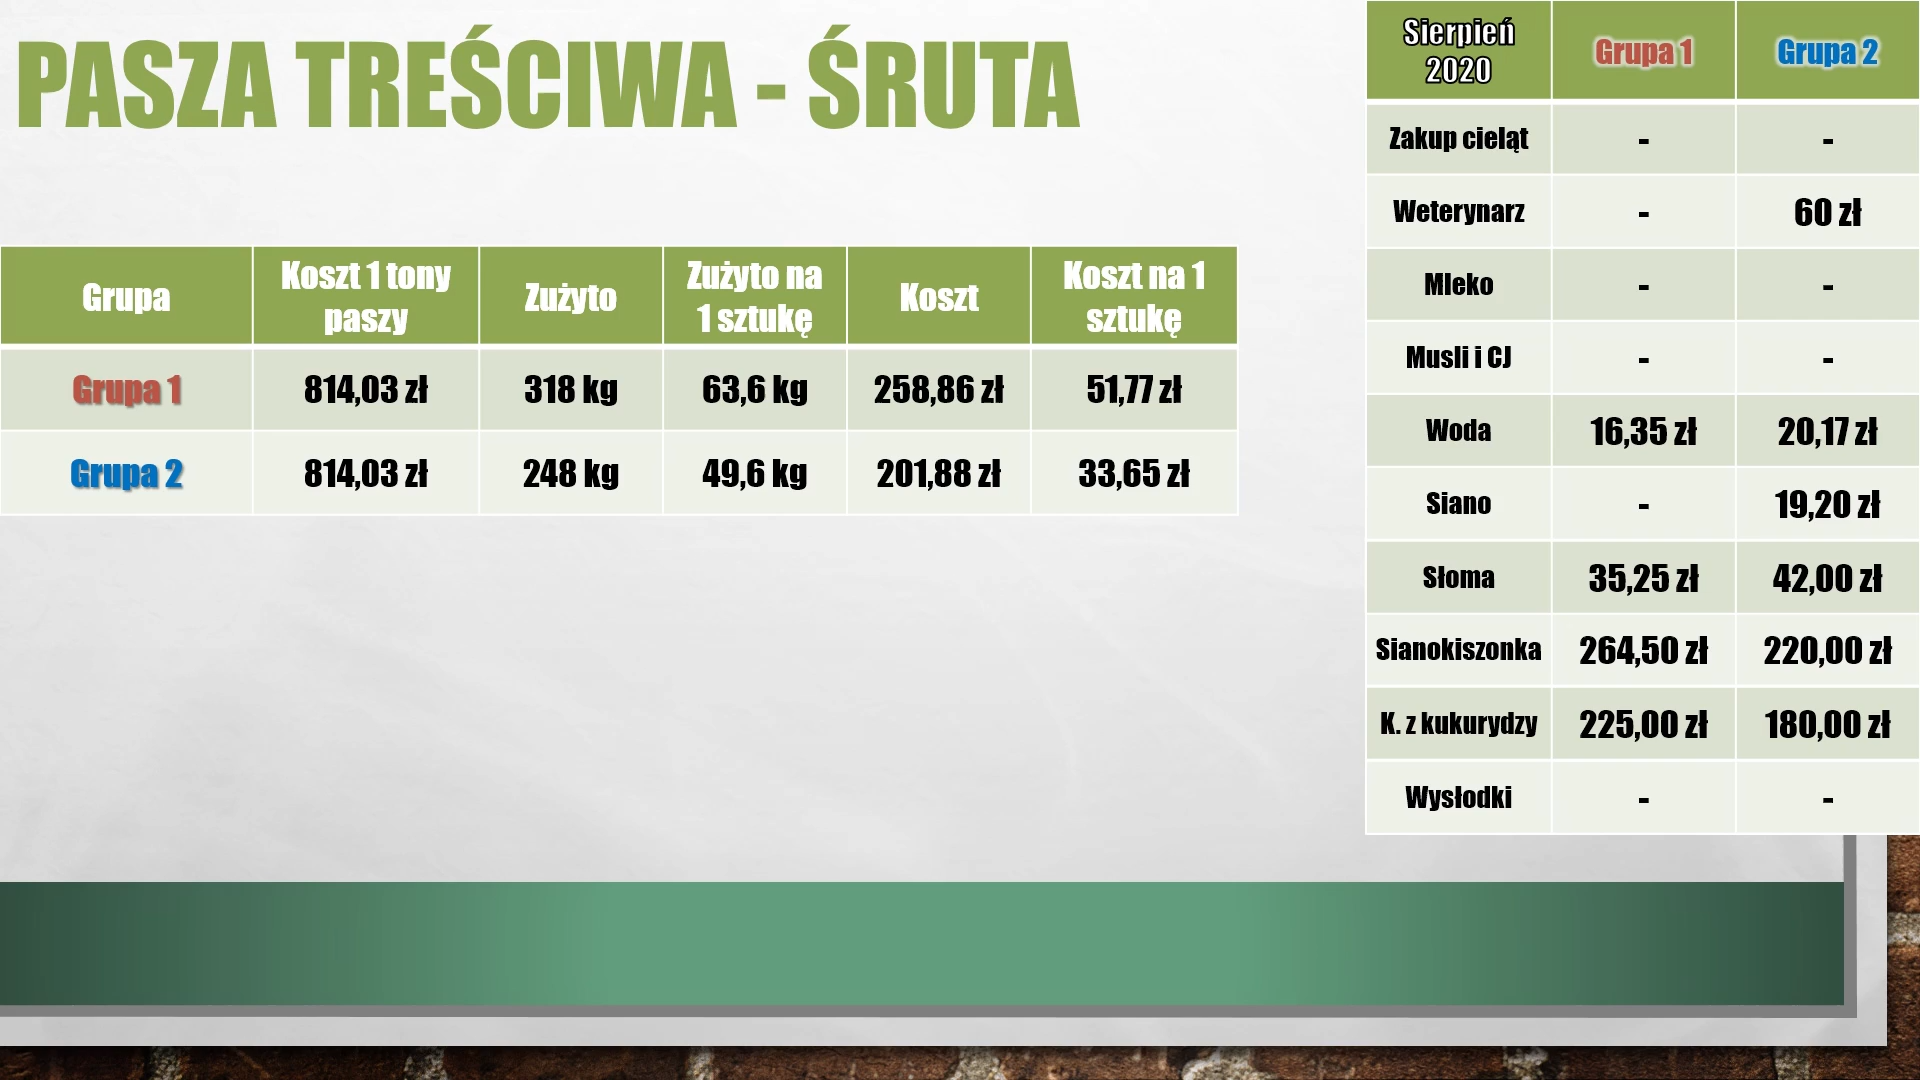 PASZA TREŚCIWA - ŚRUTA
Grupa Koszt 1 tony paszy Zużyto Zużyto na 1 sztukę Koszt Koszt na 1 sztukę
Grupa 1 814,03 zł 318 kg 63,6 kg 258,86 zł 51,77 zł
Grupa 2 814,03 zł 248 kg 49,6 kg 201,88 zł 33,65 zł
Sierpień 2020 Grupa 1 Grupa 2
Zakup cieląt - -
Weterynarz - 60 zł
Mleko - -
Musli i CJ - -
Woda 16,35 zł 20,17 zł
Siano - 19,20 zł
Słoma 35,25 zł 42,00 zł
Sianokiszonka 264,50 zł 220,00 zł
K. z kukurydzy 225,00 zł 180,00 zł
Wysłodki - -